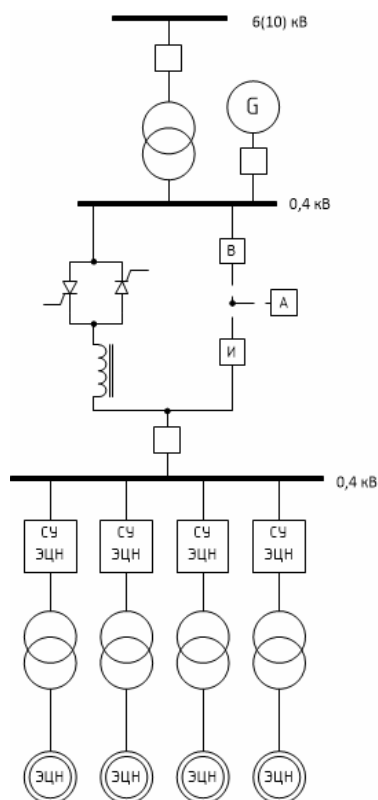 6(10) кВ
G
0,4 кВ
В
А
И
0,4 кВ
СУ
ЭЦН
СУ
ЭЦН
СУ
ЭЦН
СУ
ЭЦН
ЭЦН
ЭЦН
ЭЦН
ЭЦН